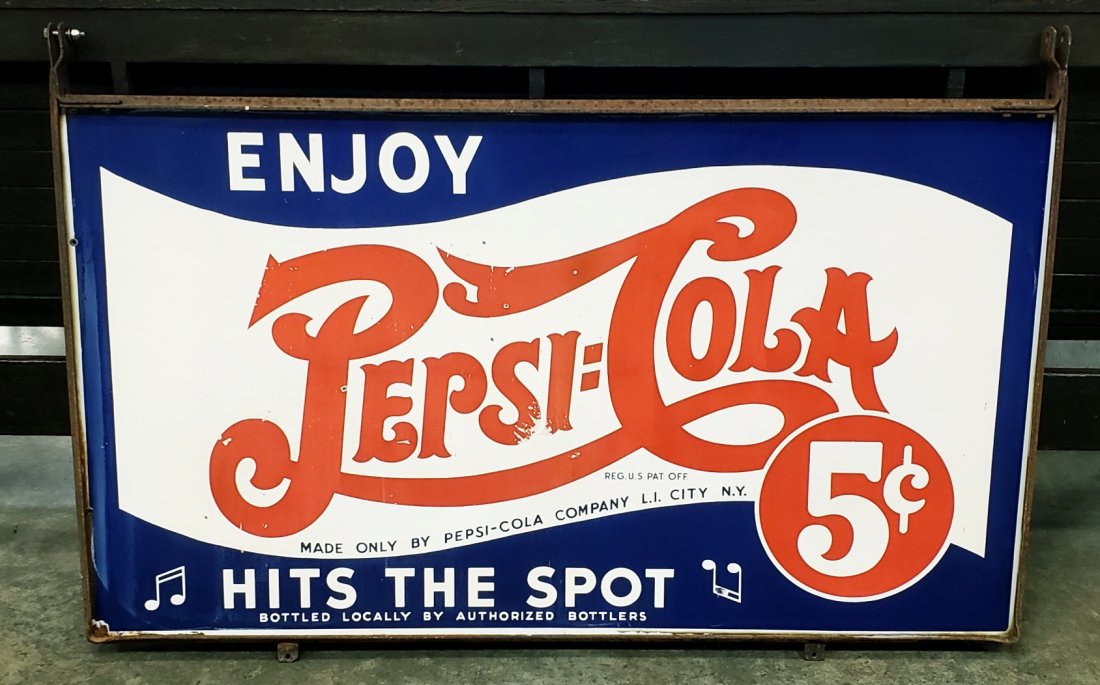 ENJOY
PEPSI=COLA
5¢
REG. U.S. PAT. OFF.
MADE ONLY BY PEPSI-COLA COMPANY L.I. CITY N.Y.
HITS THE SPOT
BOTTLED LOCALLY BY AUTHORIZED BOTTLERS